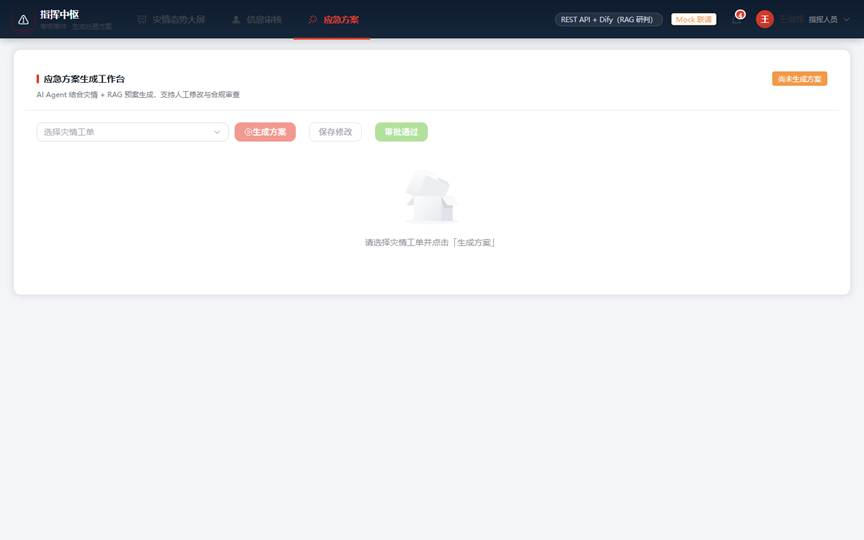 指挥中枢
灾情态势大屏
信息审核
应急方案
REST API + Dify（RAG 研判）
Mock 联调
4
王
指挥人员
应急方案生成工作台
AI Agent 结合灾情 + RAG 预案生成，支持人工修改与合规审查
尚未生成方案
选择灾情工单
生成方案
保存修改
审批通过
请选择灾情工单并点击「生成方案」